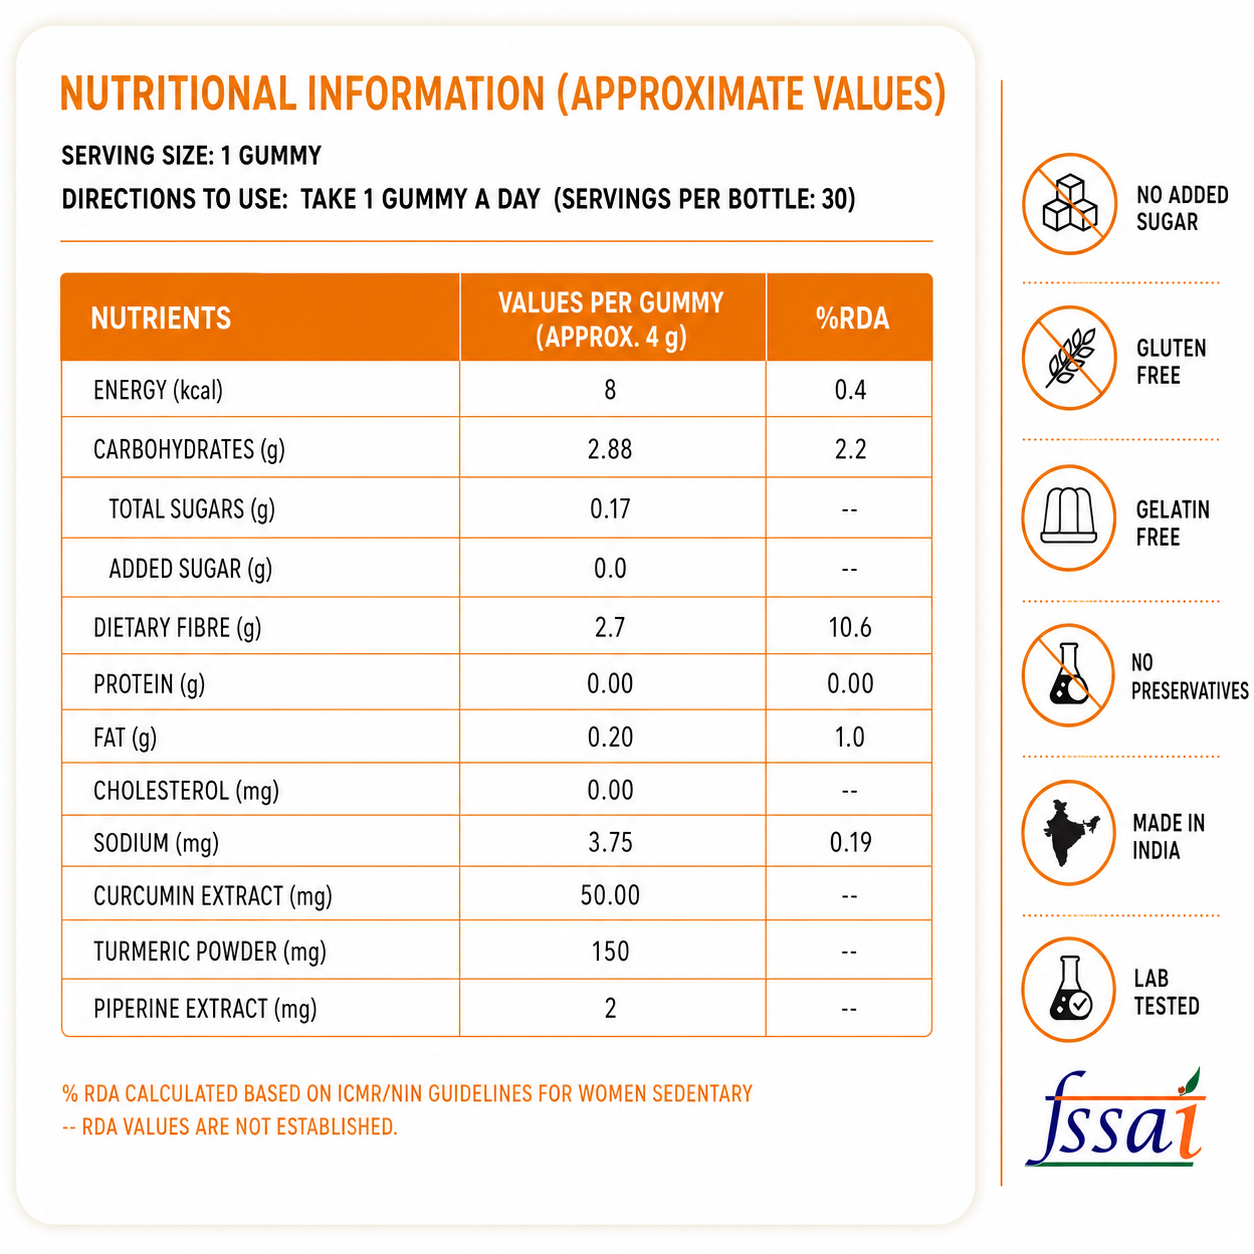 NUTRITIONAL INFORMATION (APPROXIMATE VALUES)
SERVING SIZE: 1 GUMMY
DIRECTIONS TO USE: TAKE 1 GUMMY A DAY (SERVINGS PER BOTTLE: 30)
NUTRIENTS VALUES PER GUMMY (APPROX. 4 g) %RDA
ENERGY (kcal) 8 0.4
CARBOHYDRATES (g) 2.88 2.2
TOTAL SUGARS (g) 0.17 --
ADDED SUGAR (g) 0.0 --
DIETARY FIBRE (g) 2.7 10.6
PROTEIN (g) 0.00 0.00
FAT (g) 0.20 1.0
CHOLESTEROL (mg) 0.00 --
SODIUM (mg) 3.75 0.19
CURCUMIN EXTRACT (mg) 50.00 --
TURMERIC POWDER (mg) 150 --
PIPERINE EXTRACT (mg) 2 --
% RDA CALCULATED BASED ON ICMR/NIN GUIDELINES FOR WOMEN SEDENTARY
-- RDA VALUES ARE NOT ESTABLISHED.
NO ADDED
SUGAR
GLUTEN
FREE
GELATIN
FREE
NO
PRESERVATIVES
MADE IN
INDIA
LAB
TESTED
fssai